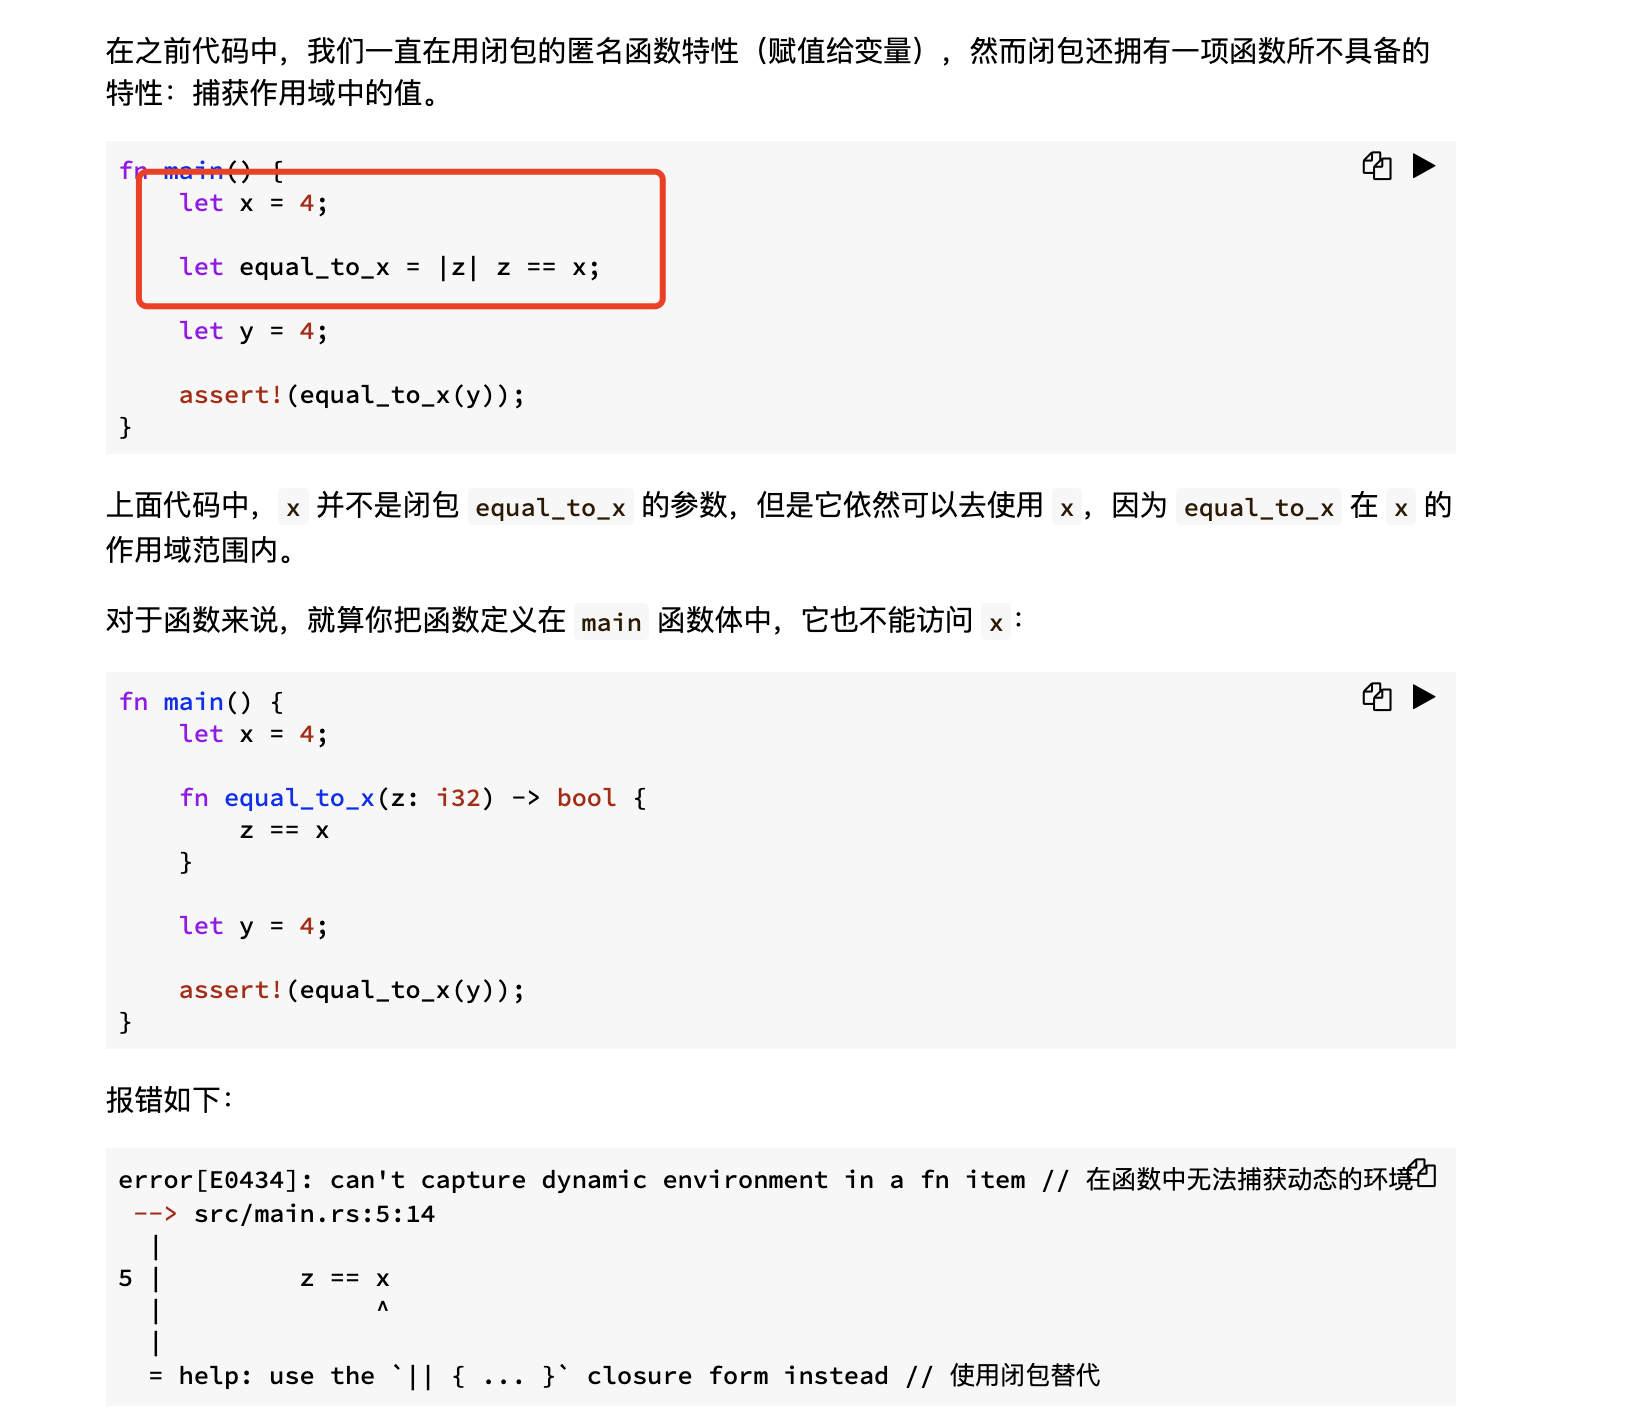 在之前代码中，我们一直在用闭包的匿名函数特性（赋值给变量），然而闭包还拥有一项函数所不具备的
特性：捕获作用域中的值。
fn main() {
    let x = 4;
    let equal_to_x = |z| z == x;
    let y = 4;
    assert!(equal_to_x(y));
}
上面代码中，x 并不是闭包 equal_to_x 的参数，但是它依然可以去使用 x，因为 equal_to_x 在 x 的
作用域范围内。
对于函数来说，就算你把函数定义在 main 函数体中，它也不能访问 x：
fn main() {
    let x = 4;
    fn equal_to_x(z: i32) -> bool {
        z == x
    }
    let y = 4;
    assert!(equal_to_x(y));
}
报错如下：
error[E0434]: can't capture dynamic environment in a fn item // 在函数中无法捕获动态的环境
 --> src/main.rs:5:14
  |
5 |         z == x
  |              ^
  |
  = help: use the `|| { ... }` closure form instead // 使用闭包替代